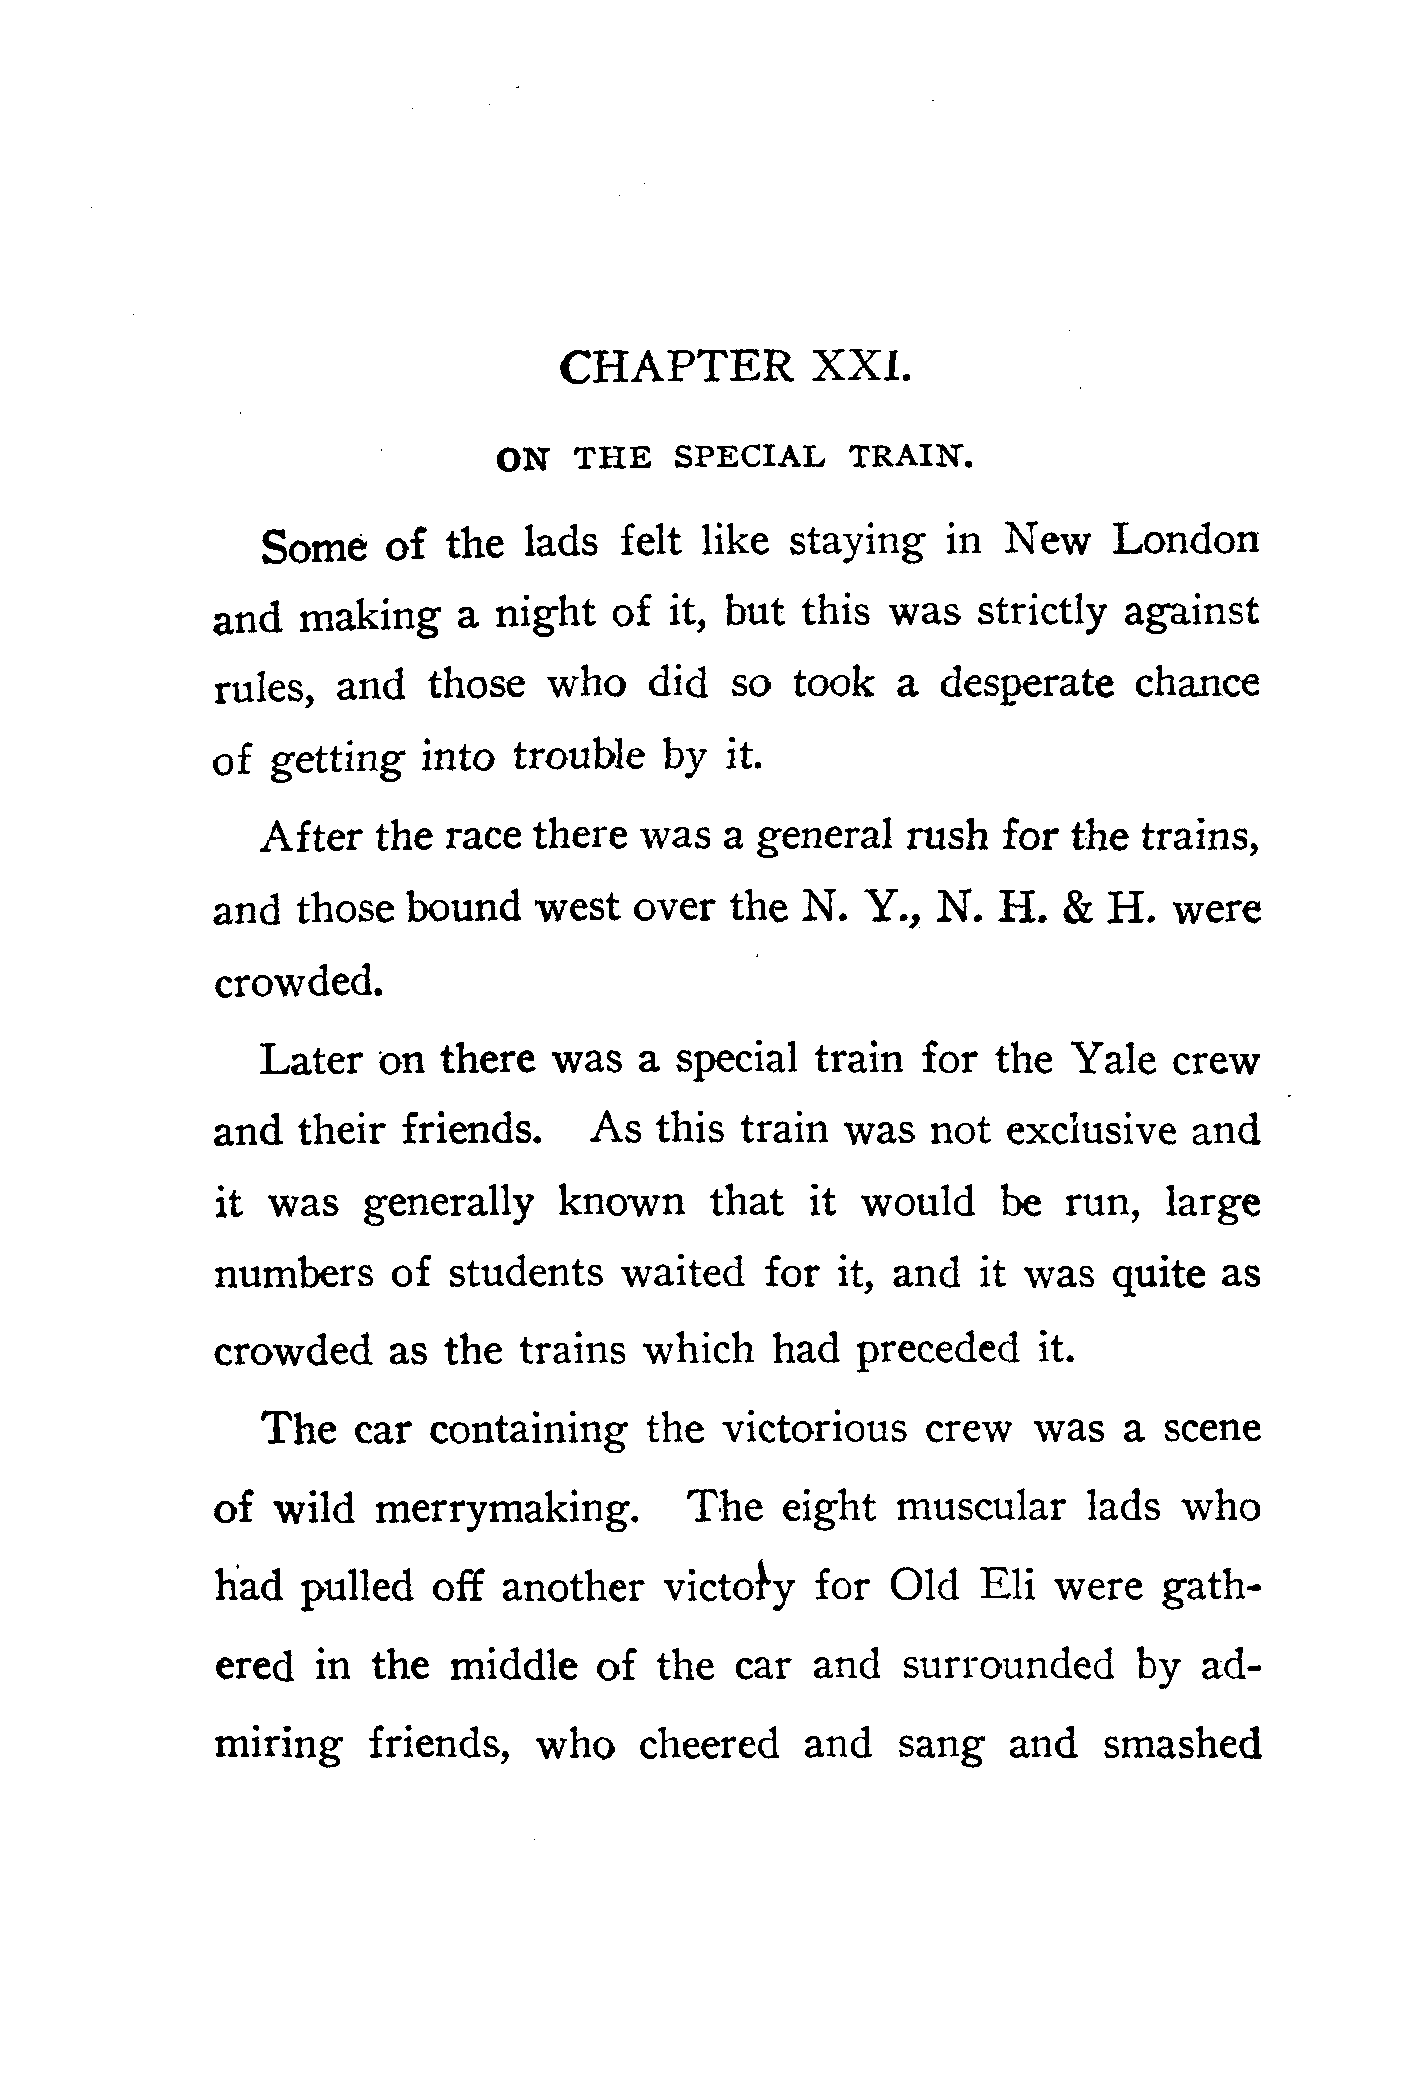 CHAPTER XXI.
ON THE SPECIAL TRAIN.
Some of the lads felt like staying in New London
and making a night of it, but this was strictly against
rules, and those who did so took a desperate chance
of getting into trouble by it.
After the race there was a general rush for the trains,
and those bound west over the N. Y., N. H. & H. were
crowded.
Later on there was a special train for the Yale crew
and their friends. As this train was not exclusive and
it was generally known that it would be run, large
numbers of students waited for it, and it was quite as
crowded as the trains which had preceded it.
The car containing the victorious crew was a scene
of wild merrymaking. The eight muscular lads who
had pulled off another victory for Old Eli were gath-
ered in the middle of the car and surrounded by ad-
miring friends, who cheered and sang and smashed